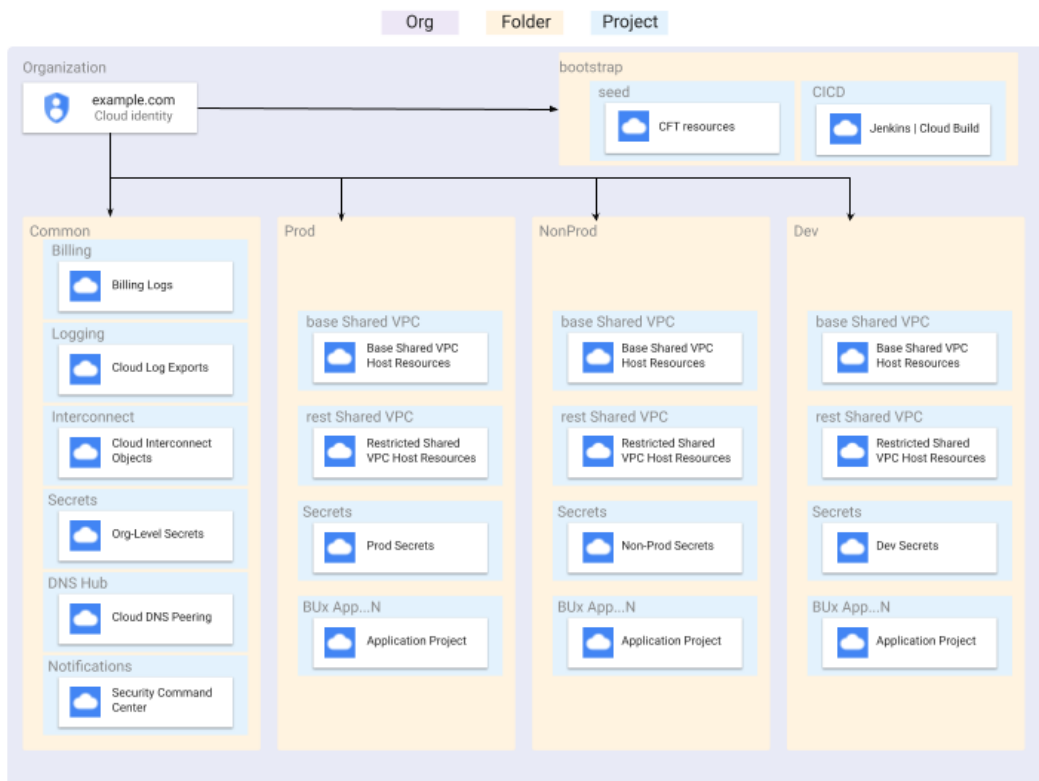 Org
Folder
Project
Organization
example.com
Cloud identity
bootstrap
seed
CFT resources
CICD
Jenkins | Cloud Build
Common
Billing
Billing Logs
Logging
Cloud Log Exports
Interconnect
Cloud Interconnect
Objects
Secrets
Org-Level Secrets
DNS Hub
Cloud DNS Peering
Notifications
Security Command
Center
Prod
base Shared VPC
Base Shared VPC
Host Resources
rest Shared VPC
Restricted Shared
VPC Host Resources
Secrets
Prod Secrets
BUx App...N
Application Project
NonProd
base Shared VPC
Base Shared VPC
Host Resources
rest Shared VPC
Restricted Shared
VPC Host Resources
Secrets
Non-Prod Secrets
BUx App...N
Application Project
Dev
base Shared VPC
Base Shared VPC
Host Resources
rest Shared VPC
Restricted Shared
VPC Host Resources
Secrets
Dev Secrets
BUx App...N
Application Project